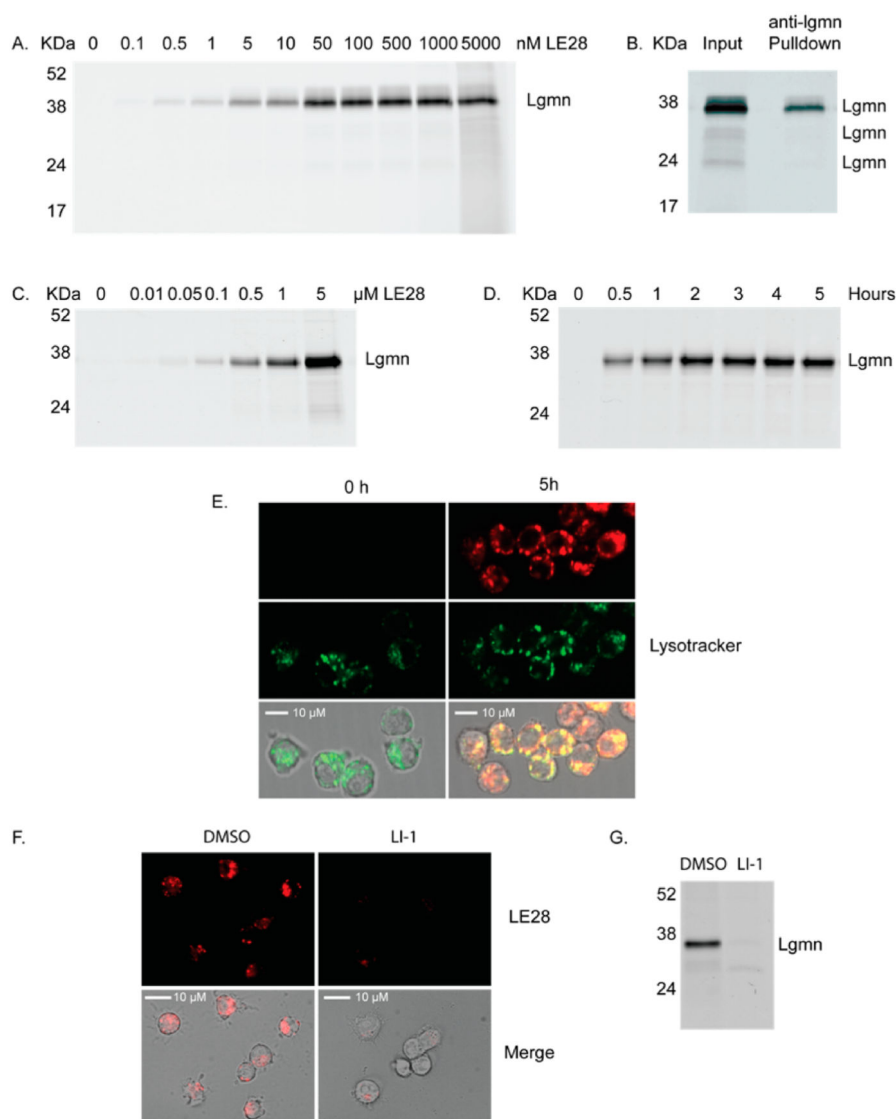 A. KDa 0 0.1 0.5 1 5 10 50 100 500 1000 5000 nM LE28
52
38
24
17
Lgmn
B. KDa Input anti-lgmn
Pulldown
38
24
17
Lgmn
Lgmn
Lgmn
C. KDa 0 0.01 0.05 0.1 0.5 1 5 µM LE28
52
38
24
Lgmn
D. KDa 0 0.5 1 2 3 4 5 Hours
52
38
24
Lgmn
E.
0 h 5h
Lysotracker
10 µM 10 µM
F.
DMSO LI-1
LE28
10 µM 10 µM
Merge
G.
DMSO LI-1
52
38
24
Lgmn